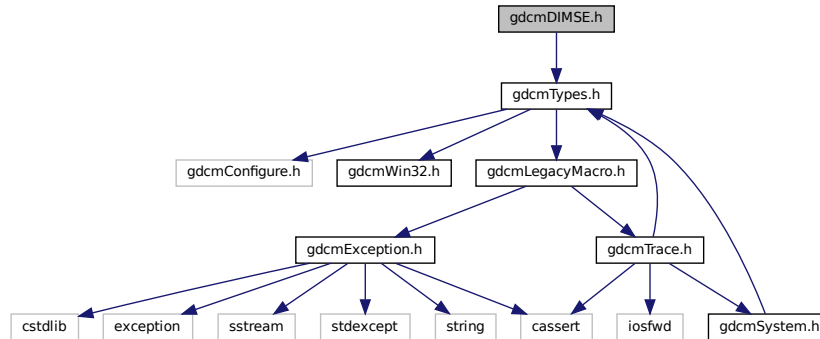 gdcmDIMSE.h
gdcmTypes.h
gdcmConfigure.h
gdcmWin32.h
gdcmLegacyMacro.h
gdcmException.h
gdcmTrace.h
cstdlib
exception
sstream
stdexcept
string
cassert
iosfwd
gdcmSystem.h